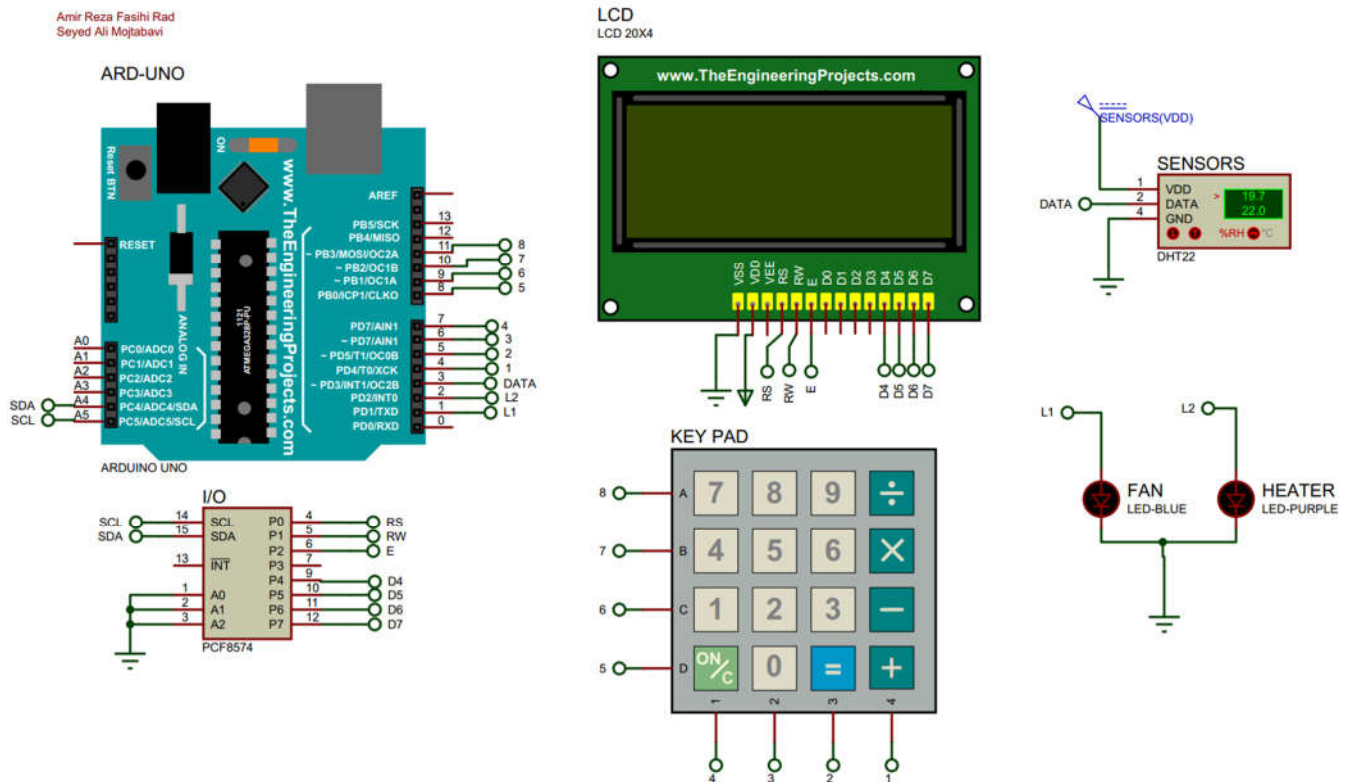 Amir Reza Fasihi Rad
Seyed Ali Mojtabavi
ARD-UNO
Reset BTN
ON
www.TheEngineeringProjects.com
AREF
PB5/SCK 13
PB4/MISO 12
~ PB3/MOSI/OC2A 11 8
~ PB2/OC1B 10 7
~ PB1/OC1A 9 6
PB0/ICP1/CLKO 8 5
RESET
1121
ATMEGA328P-PU
ANALOG IN
PD7/AIN1 7 4
~ PD7/AIN1 6 3
~ PD5/T1/OC0B 5 2
PD4/T0/XCK 4 1
~ PD3/INT1/OC2B 3 DATA
PD2/INT0 2 L2
PD1/TXD 1 L1
PD0/RXD 0
A0 PC0/ADC0
A1 PC1/ADC1
A2 PC2/ADC2
A3 PC3/ADC3
SDA A4 PC4/ADC4/SDA
SCL A5 PC5/ADC5/SCL
ARDUINO UNO
I/O
SCL 14 SCL P0 4 RS
SDA 15 SDA P1 5 RW
P2 6 E
13 INT P3 7
P4 9 D4
1 A0 P5 10 D5
2 A1 P6 11 D6
3 A2 P7 12 D7
PCF8574
LCD
LCD 20X4
www.TheEngineeringProjects.com
VSS VDD VEE RS RW E D0 D1 D2 D3 D4 D5 D6 D7
RS RW E D4 D5 D6 D7
KEY PAD
8 A 7 8 9 ÷
7 B 4 5 6 ×
6 C 1 2 3 −
5 D ON/C 0 = +
1 2 3 4
4 3 2 1
SENSORS(VDD)
SENSORS
1 VDD > 19.7
DATA 2 DATA 22.0
4 GND
%RH °C
DHT22
L1 L2
FAN
LED-BLUE
HEATER
LED-PURPLE